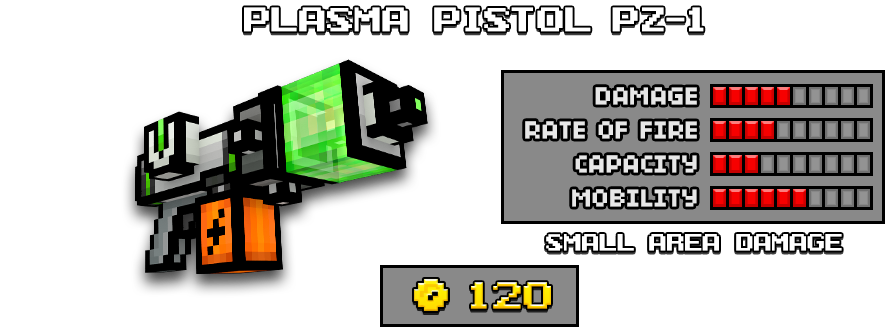 PLASMA PISTOL PZ-1
DAMAGE
RATE OF FIRE
CAPACITY
MOBILITY
SMALL AREA DAMAGE
120